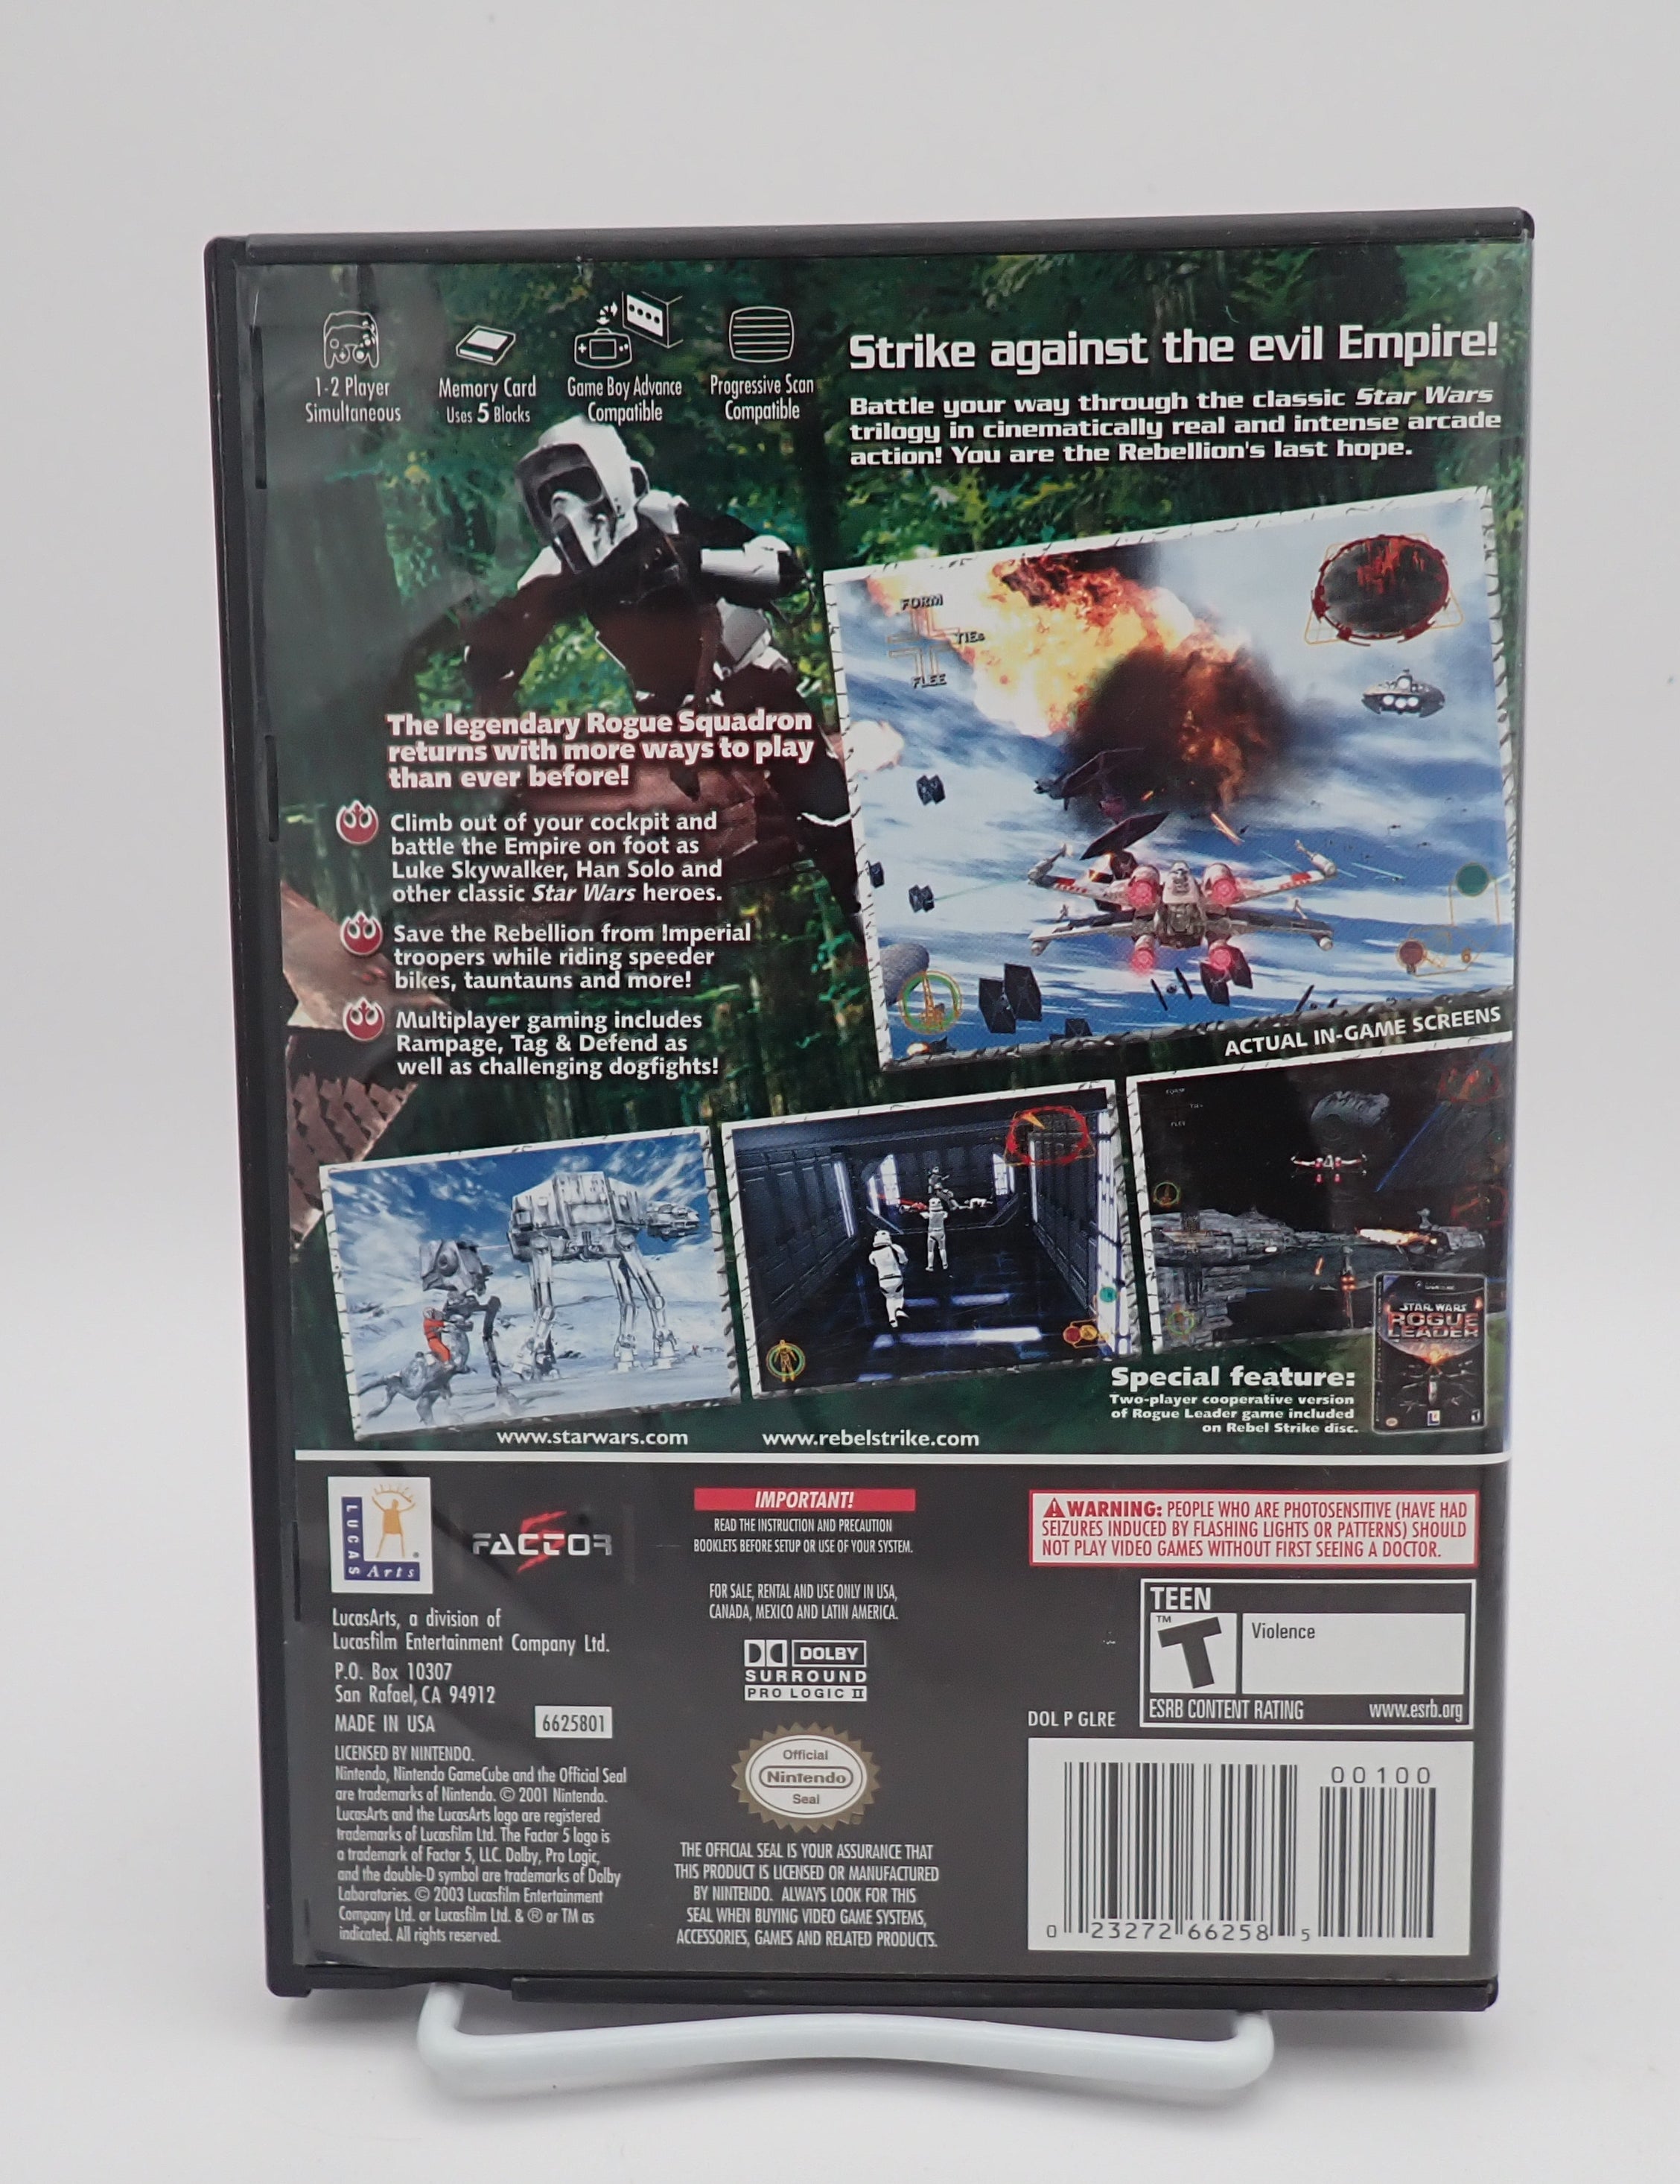 1-2 Player
Simultaneous
Memory Card
Uses 5 Blocks
Game Boy Advance
Compatible
Progressive Scan
Compatible
Strike against the evil Empire!
Battle your way through the classic Star Wars
trilogy in cinematically real and intense arcade
action! You are the Rebellion's last hope.
FORM
TIEs
FLEE
The legendary Rogue Squadron
returns with more ways to play
than ever before!
Climb out of your cockpit and
battle the Empire on foot as
Luke Skywalker, Han Solo and
other classic Star Wars heroes.
Save the Rebellion from Imperial
troopers while riding speeder
bikes, tauntauns and more!
Multiplayer gaming includes
Rampage, Tag & Defend as
well as challenging dogfights!
ACTUAL IN-GAME SCREENS
STAR WARS
ROGUE
LEADER
Special feature:
Two-player cooperative version
of Rogue Leader game included
on Rebel Strike disc.
www.starwars.com
www.rebelstrike.com
LUCAS
Arts
FACTOR 5
LucasArts, a division of
Lucasfilm Entertainment Company Ltd.
P.O. Box 10307
San Rafael, CA 94912
MADE IN USA
6625801
LICENSED BY NINTENDO.
Nintendo, Nintendo GameCube and the Official Seal
are trademarks of Nintendo. © 2001 Nintendo.
LucasArts and the LucasArts logo are registered
trademarks of Lucasfilm Ltd. The Factor 5 logo is
a trademark of Factor 5, LLC. Dolby, Pro Logic,
and the double-D symbol are trademarks of Dolby
Laboratories. © 2003 Lucasfilm Entertainment
Company Ltd. or Lucasfilm Ltd. & ® or TM as
indicated. All rights reserved.
IMPORTANT!
READ THE INSTRUCTION AND PRECAUTION
BOOKLETS BEFORE SETUP OR USE OF YOUR SYSTEM.
FOR SALE, RENTAL AND USE ONLY IN USA,
CANADA, MEXICO AND LATIN AMERICA.
DOLBY
SURROUND
PRO LOGIC II
Official
Nintendo
Seal
THE OFFICIAL SEAL IS YOUR ASSURANCE THAT
THIS PRODUCT IS LICENSED OR MANUFACTURED
BY NINTENDO. ALWAYS LOOK FOR THIS
SEAL WHEN BUYING VIDEO GAME SYSTEMS,
ACCESSORIES, GAMES AND RELATED PRODUCTS.
WARNING: PEOPLE WHO ARE PHOTOSENSITIVE (HAVE HAD
SEIZURES INDUCED BY FLASHING LIGHTS OR PATTERNS) SHOULD
NOT PLAY VIDEO GAMES WITHOUT FIRST SEEING A DOCTOR.
TEEN
TM
T
Violence
ESRB CONTENT RATING
www.esrb.org
DOL P GLRE
00100
0 23272 66258 5